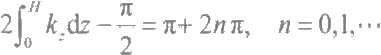 2∫₀ᴴ k_z dz − π/2 = π + 2nπ, n = 0,1,⋯